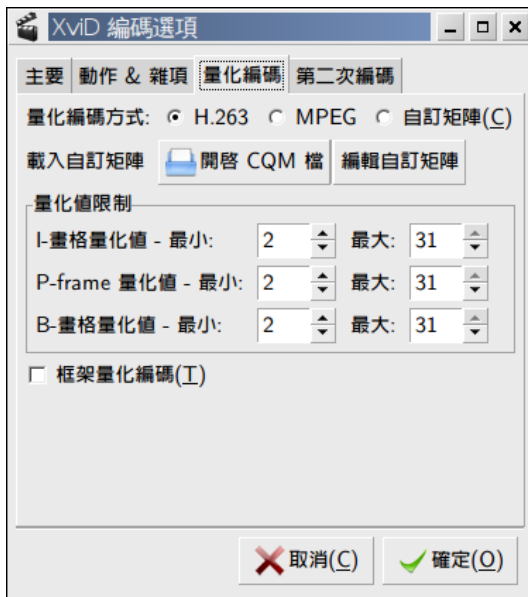 XviD 編碼選項
主要 動作 & 雜項 量化編碼 第二次編碼
量化編碼方式: H.263 MPEG 自訂矩陣(C)
載入自訂矩陣 開啓 CQM 檔 編輯自訂矩陣
量化值限制
I-畫格量化值 - 最小: 2 最大: 31
P-frame 量化值 - 最小: 2 最大: 31
B-畫格量化值 - 最小: 2 最大: 31
框架量化編碼(T)
取消(C) 確定(O)